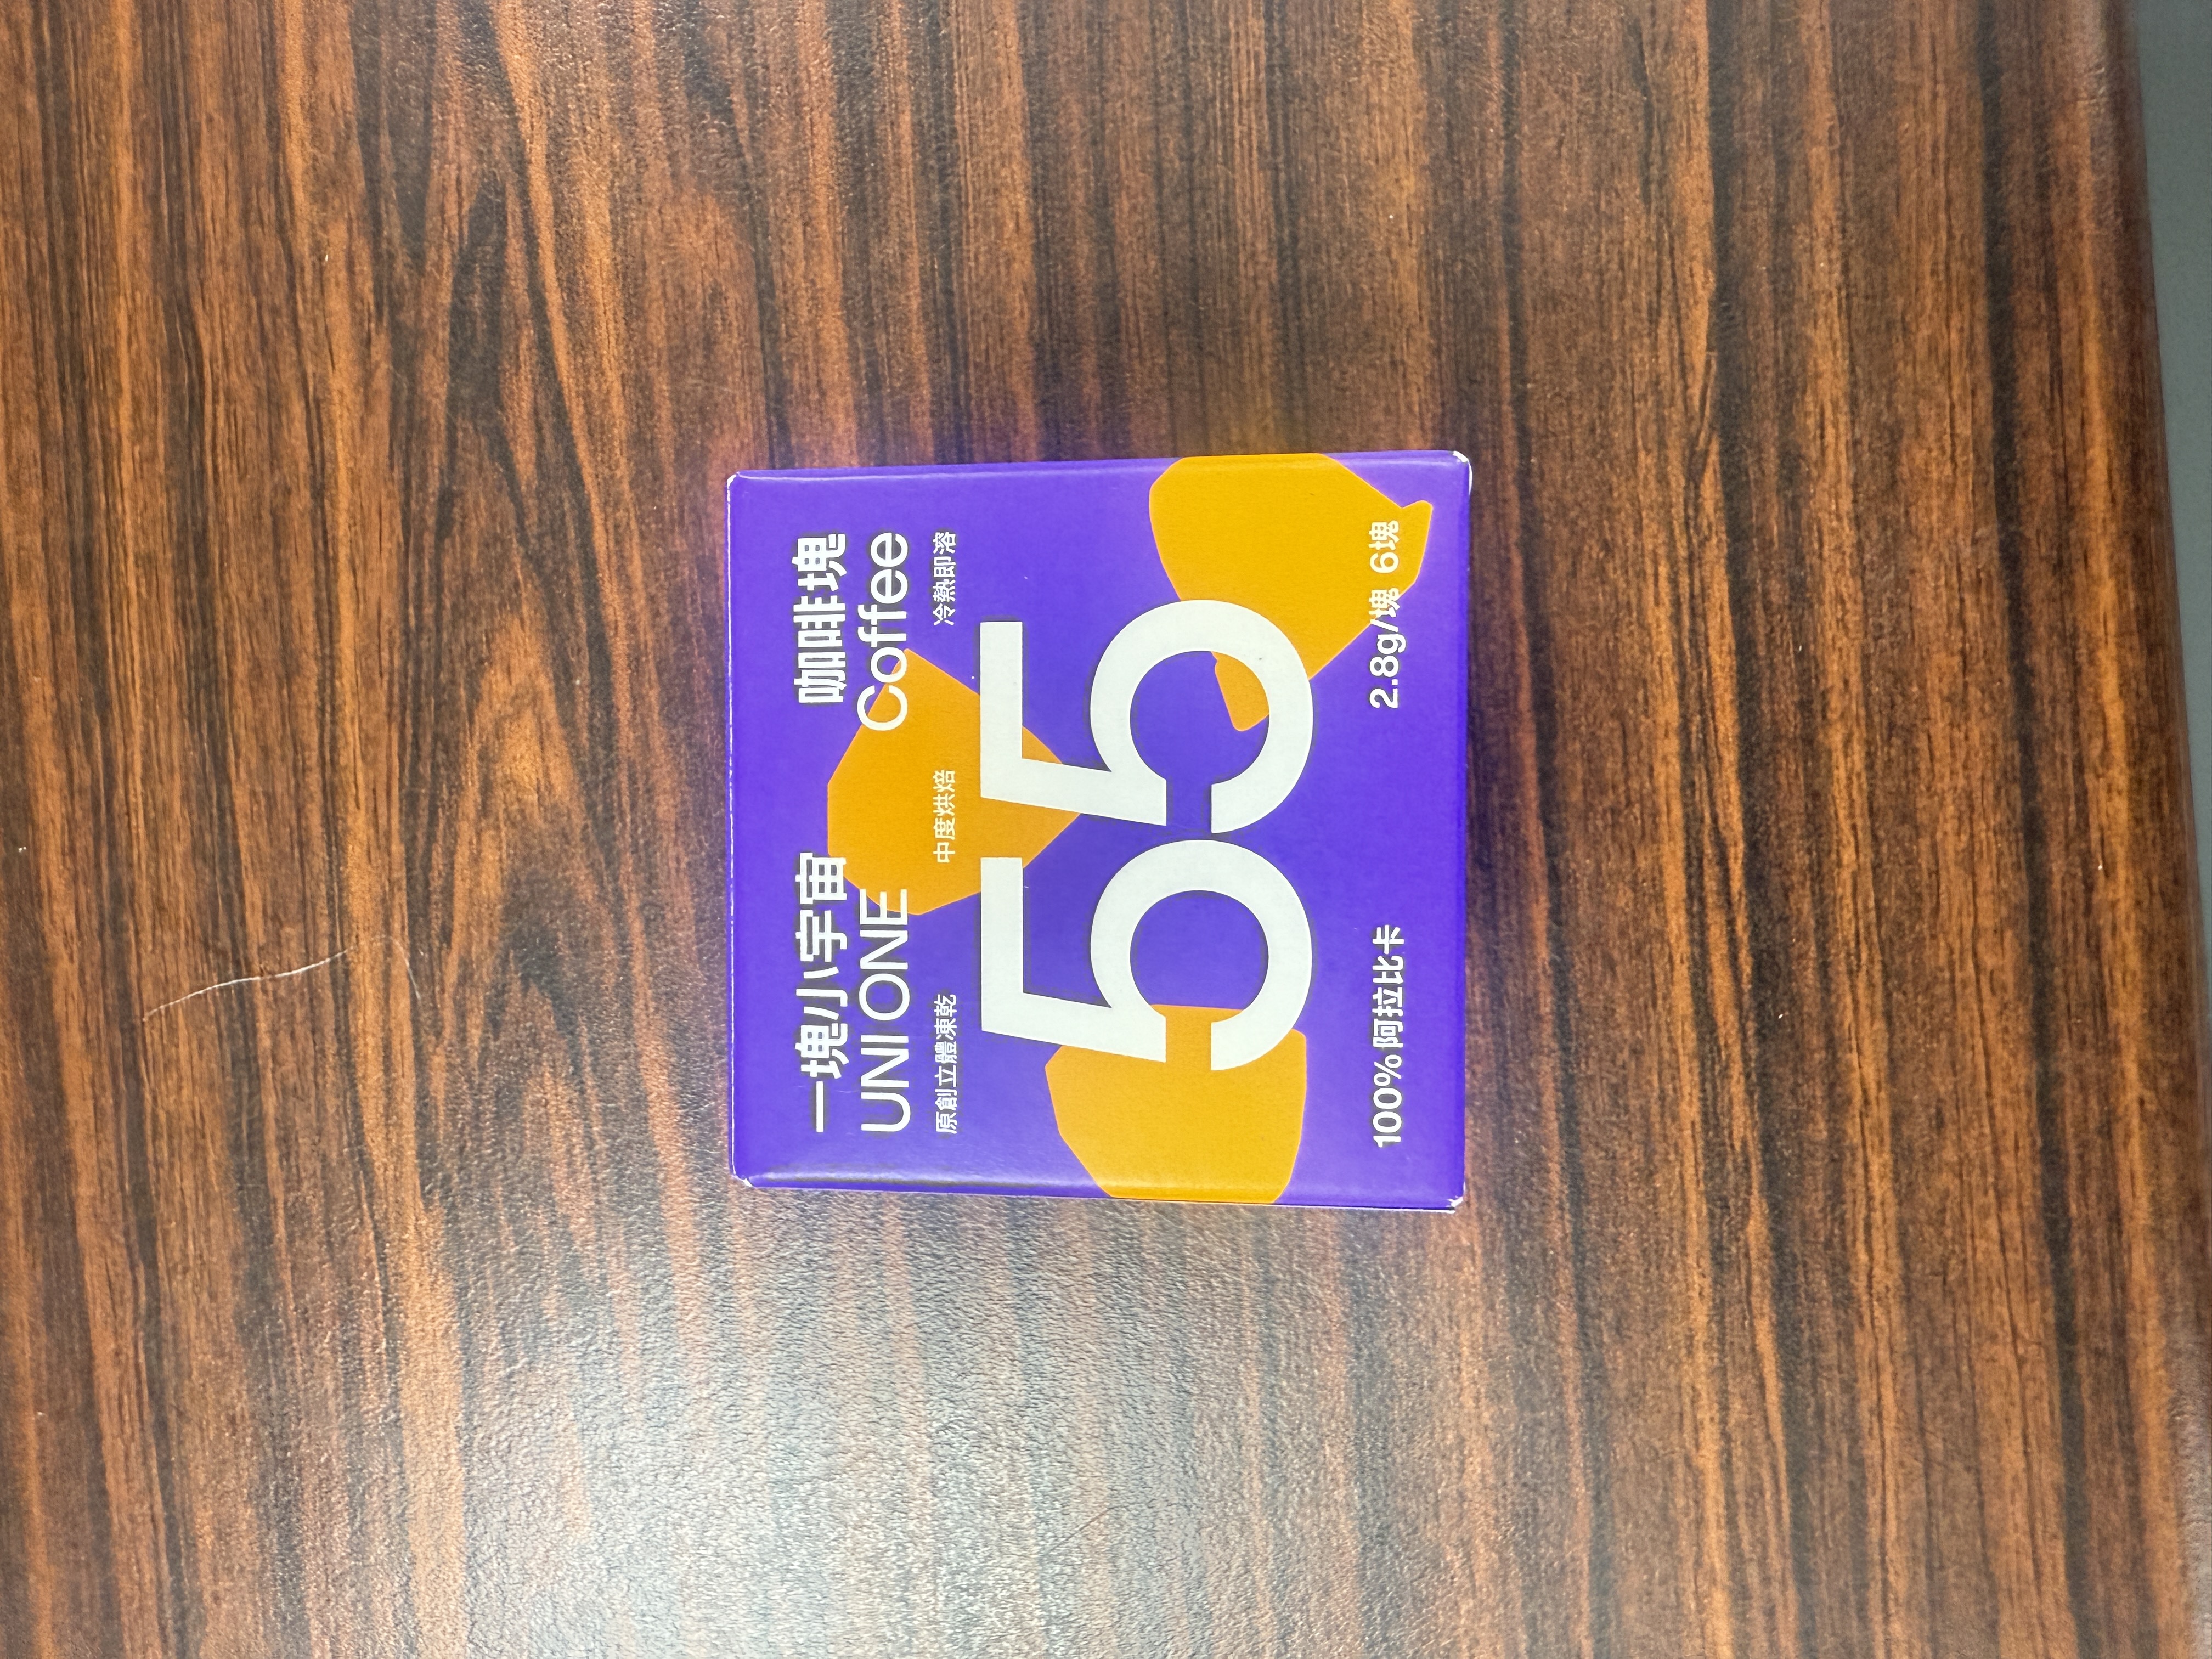 一塊小宇宙 咖啡塊
UNI ONE Coffee
原創立體凍乾 中度烘焙 冷熱即溶
55
100%阿拉比卡 2.8g/塊 6塊